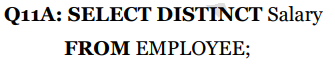 Q11A: SELECT DISTINCT Salary
FROM EMPLOYEE;